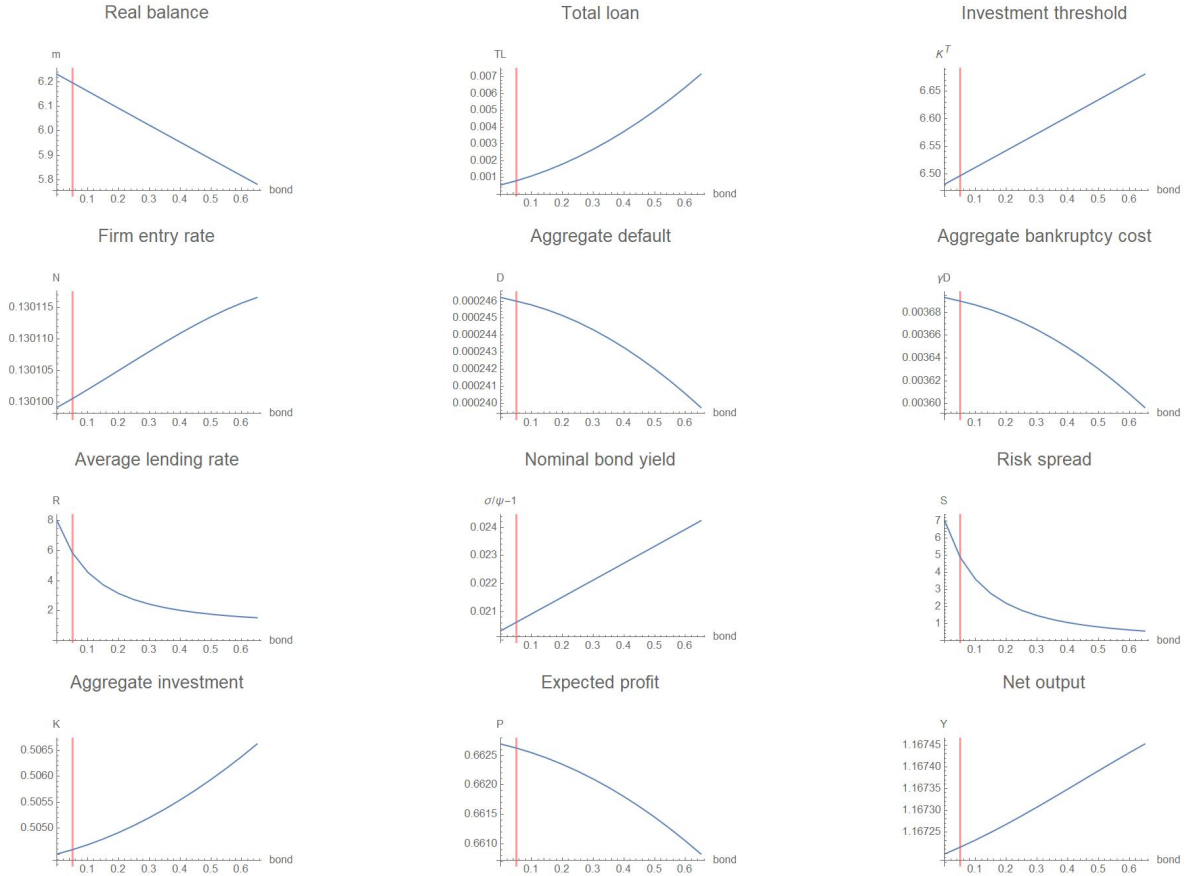 Real balance
m
6.2
6.1
6.0
5.9
5.8
0.1 0.2 0.3 0.4 0.5 0.6
bond
Total loan
TL
0.007
0.006
0.005
0.004
0.003
0.002
0.001
0.1 0.2 0.3 0.4 0.5 0.6
bond
Investment threshold
K^T
6.65
6.60
6.55
6.50
0.1 0.2 0.3 0.4 0.5 0.6
bond
Firm entry rate
N
0.130115
0.130110
0.130105
0.130100
0.1 0.2 0.3 0.4 0.5 0.6
bond
Aggregate default
D
0.000246
0.000245
0.000244
0.000243
0.000242
0.000241
0.000240
0.1 0.2 0.3 0.4 0.5 0.6
bond
Aggregate bankruptcy cost
γD
0.00368
0.00366
0.00364
0.00362
0.00360
0.1 0.2 0.3 0.4 0.5 0.6
bond
Average lending rate
R
8
6
4
2
0.1 0.2 0.3 0.4 0.5 0.6
bond
Nominal bond yield
σ/ψ-1
0.024
0.023
0.022
0.021
0.1 0.2 0.3 0.4 0.5 0.6
bond
Risk spread
S
7
6
5
4
3
2
1
0.1 0.2 0.3 0.4 0.5 0.6
bond
Aggregate investment
K
0.5065
0.5060
0.5055
0.5050
0.1 0.2 0.3 0.4 0.5 0.6
bond
Expected profit
P
0.6625
0.6620
0.6615
0.6610
0.1 0.2 0.3 0.4 0.5 0.6
bond
Net output
Y
1.16745
1.16740
1.16735
1.16730
1.16725
0.1 0.2 0.3 0.4 0.5 0.6
bond